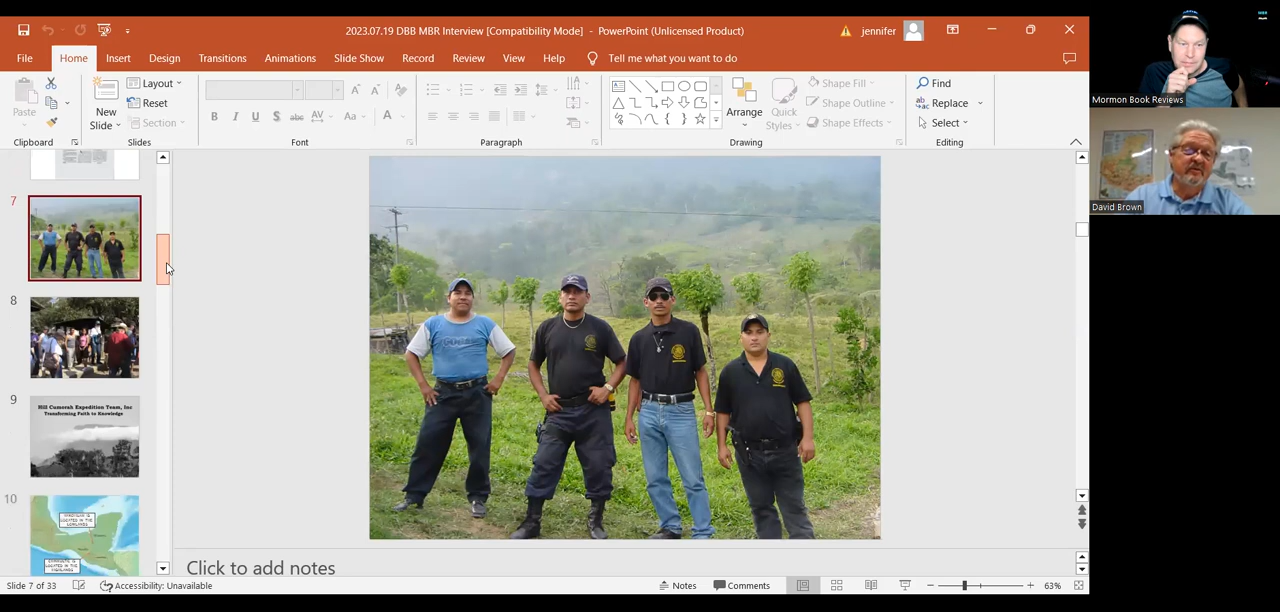 2023.07.19 DBB MBR Interview [Compatibility Mode] - PowerPoint (Unlicensed Product)
jennifer
MBR
File Home Insert Design Transitions Animations Slide Show Record Review View Help Tell me what you want to do
Paste
New Slide
Layout
Reset
Section
B I U S abc AV Aa A
Arrange
Quick Styles
Shape Fill
Shape Outline
Shape Effects
Find
Replace
Select
Clipboard Slides Font Paragraph Drawing Editing
Mormon Book Reviews
David Brown
7
8
9
Hill Cumorah Expedition Team, Inc
Transforming Faith to Knowledge
10
Click to add notes
Slide 7 of 33 Accessibility: Unavailable Notes Comments 63%